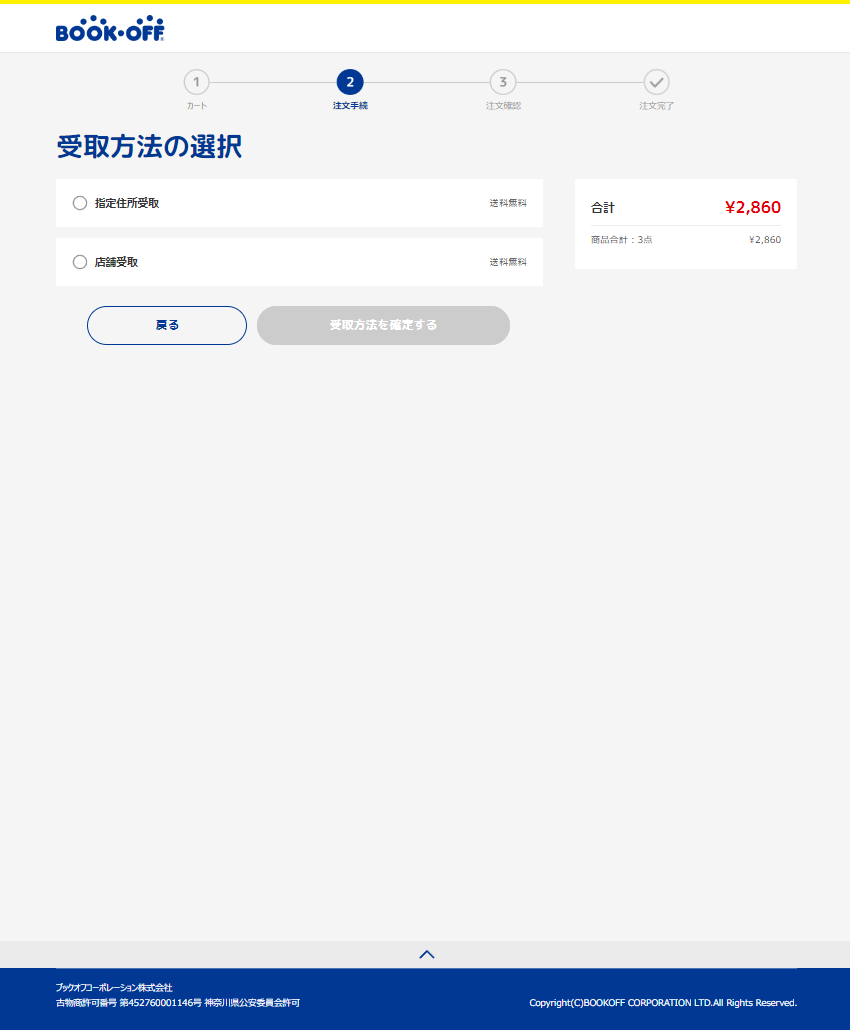 BOOK・OFF
1
2
3
カート
注文手続
注文確認
注文完了
受取方法の選択
指定住所受取
送料無料
店舗受取
送料無料
戻る
受取方法を確定する
合計
¥2,860
商品合計：3点
¥2,860
ブックオフコーポレーション株式会社
古物商許可番号 第452760001146号 神奈川県公安委員会許可
Copyright(C)BOOKOFF CORPORATION LTD.All Rights Reserved.